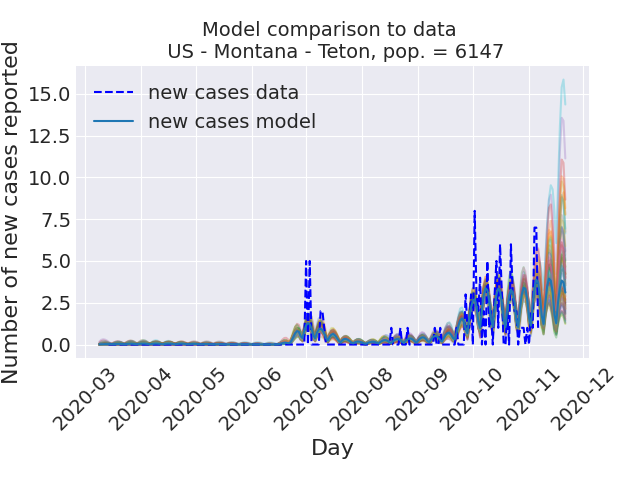 Model comparison to data
US - Montana - Teton, pop. = 6147
Number of new cases reported
15.0
12.5
10.0
7.5
5.0
2.5
0.0
new cases data
new cases model
2020-03
2020-04
2020-05
2020-06
2020-07
2020-08
2020-09
2020-10
2020-11
2020-12
Day